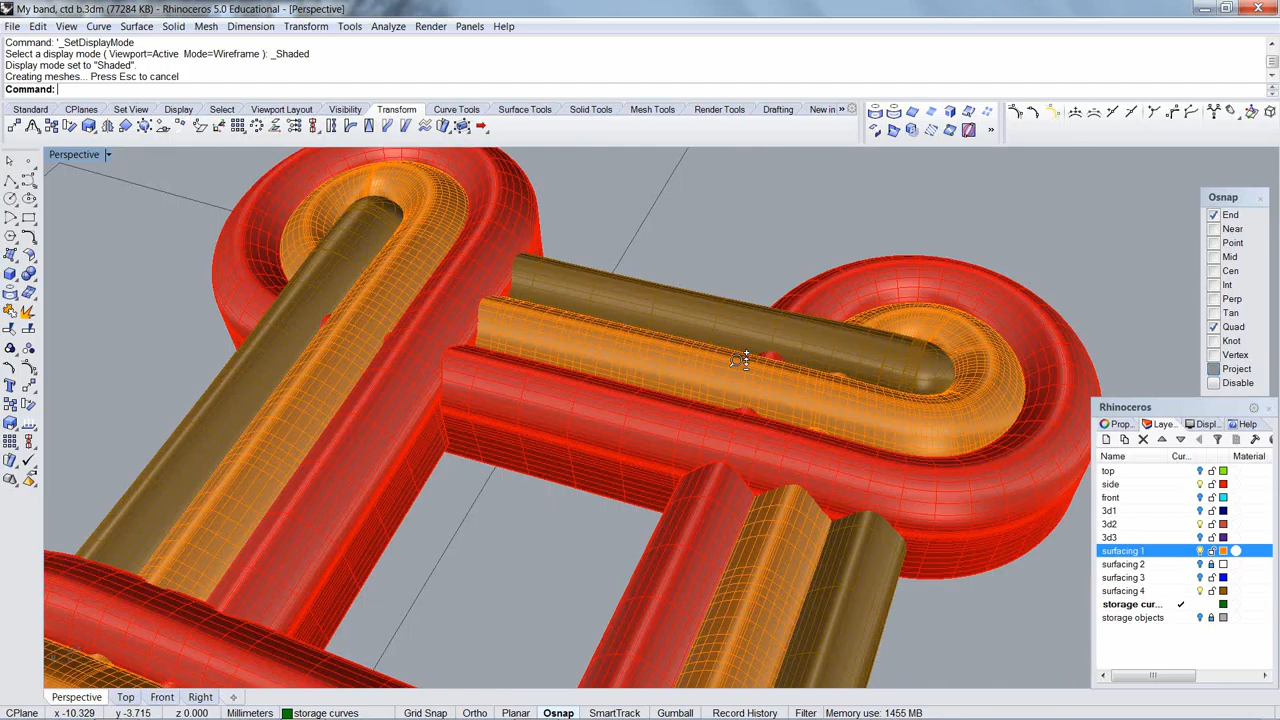 My band, ctd b.3dm (77284 KB) - Rhinoceros 5.0 Educational - [Perspective]
File Edit View Curve Surface Solid Mesh Dimension Transform Tools Analyze Render Panels Help
Command: '_SetDisplayMode
Select a display mode ( Viewport=Active Mode=Wireframe ): _Shaded
Display mode set to "Shaded".
Creating meshes... Press Esc to cancel
Command:
Standard CPlanes Set View Display Select Viewport Layout Visibility Transform Curve Tools Surface Tools Solid Tools Mesh Tools Render Tools Drafting New in »
Perspective
Osnap
End
Near
Point
Mid
Cen
Int
Perp
Tan
Quad
Knot
Vertex
Project
Disable
Rhinoceros
Prop... Laye... Displ... Help
Name Cur... Material
top
side
front
3d1
3d2
3d3
surfacing 1
surfacing 2
surfacing 3
surfacing 4
storage cur...
storage objects
Perspective Top Front Right
CPlane x -10.329 y -3.715 z 0.000 Millimeters storage curves Grid Snap Ortho Planar Osnap SmartTrack Gumball Record History Filter Memory use: 1455 MB